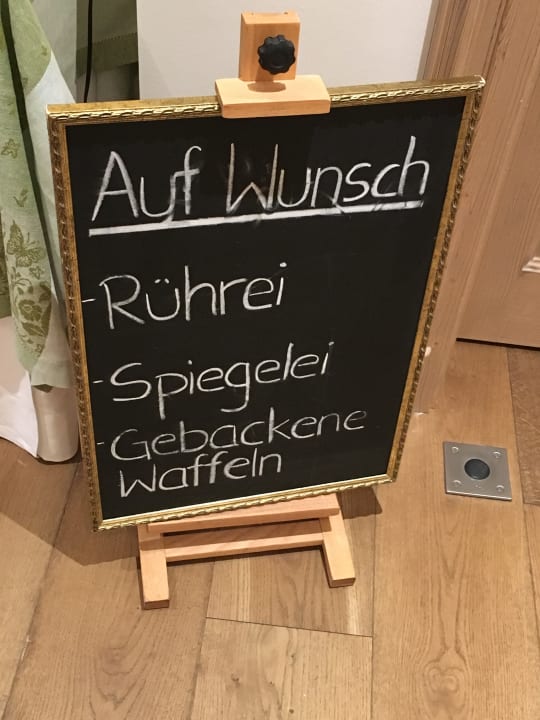 Auf Wunsch
- Rührei
- Spiegelei
- Gebackene
Waffeln